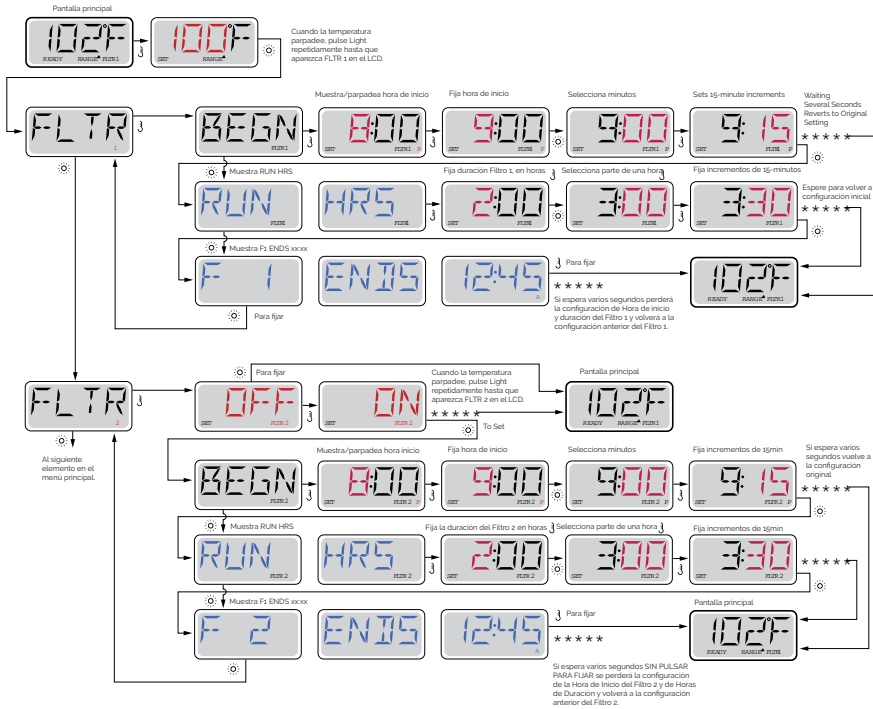 Pantalla principal
102°F
READY RANGE FLTR1
100°F
SET RANGE
Cuando la temperatura
parpadee, pulse Light
repetidamente hasta que
aparezca FLTR 1 en el LCD.
Muestra/parpadea hora de inicio
Fija hora de inicio
Selecciona minutos
Sets 15-minute increments
Waiting
Several Seconds
Reverts to Original
Setting
FLTR
1
BEGN
FLTR1
8:00
SET FLTR1 P
9:00
SET FLTR1 P
9:00
SET FLTR1 P
9:15
SET FLTR1 P
* * * * *
Muestra RUN HRS
Fija duración Filtro 1, en horas
Selecciona parte de una hora
Fija incrementos de 15-minutos
Espere para volver a
configuración inicial
RUN
FLTR1
HRS
FLTR1
2:00
SET FLTR1
3:00
SET FLTR1
3:30
SET FLTR1
* * * * *
Muestra F1 ENDS xx:xx
F 1
ENDS
12:45
A
Para fijar
* * * * *
Si espera varios segundos perderá
la configuración de Hora de inicio
y duración del Filtro 1 y volverá a la
configuración anterior del Filtro 1.
102°F
READY RANGE FLTR1
Para fijar
Para fijar
FLTR
2
OFF
SET FLTR 2
ON
SET FLTR 2
Cuando la temperatura
parpadee, pulse Light
repetidamente hasta que
aparezca FLTR 2 en el LCD.
* * * * *
To Set
Pantalla principal
102°F
READY RANGE FLTR1
Al siguiente
elemento en el
menú principal.
Muestra/parpadea hora inicio
Fija hora de inicio
Selecciona minutos
Fija incrementos de 15min
Si espera varios
segundos vuelve a
la configuración
original
BEGN
FLTR 2
8:00
SET FLTR 2 P
9:00
SET FLTR 2 P
9:00
SET FLTR 2 P
9:15
SET FLTR 2 P
* * * * *
Muestra RUN HRS
Fija la duración del Filtro 2 en horas
Selecciona parte de una hora
Fija incrementos de 15min
RUN
FLTR 2
HRS
2:00
SET FLTR 2
3:00
SET FLTR 2
3:30
SET FLTR 2
* * * * *
Muestra F1 ENDS xx:xx
F 2
ENDS
12:45
A
Para fijar
* * * * *
Pantalla principal
102°F
READY RANGE FLTR1
Si espera varios segundos SIN PULSAR
PARA FIJAR se perderá la configuración
de la Hora de Inicio del Filtro 2 y de Horas
de Duración y volverá a la configuración
anterior del Filtro 2.